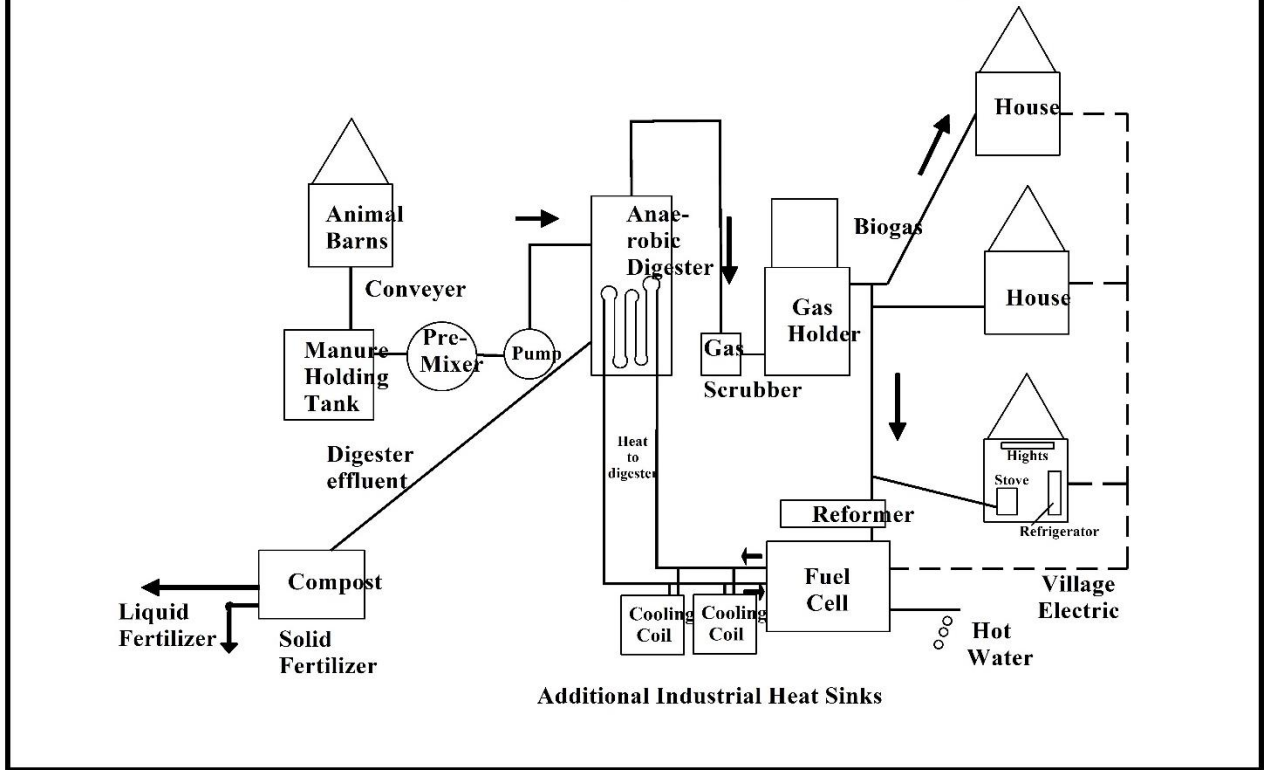 House
Animal
Barns
Anae-
robic
Digester
Biogas
House
Conveyer
Gas
Holder
Manure
Holding
Tank
Pre-
Mixer
Pump
Gas
Scrubber
Digester
effluent
Heat
to
digester
Hights
Stove
Refrigerator
Reformer
Compost
Fuel
Cell
Village
Electric
Liquid
Fertilizer
Solid
Fertilizer
Cooling
Coil
Cooling
Coil
Hot
Water
Additional Industrial Heat Sinks